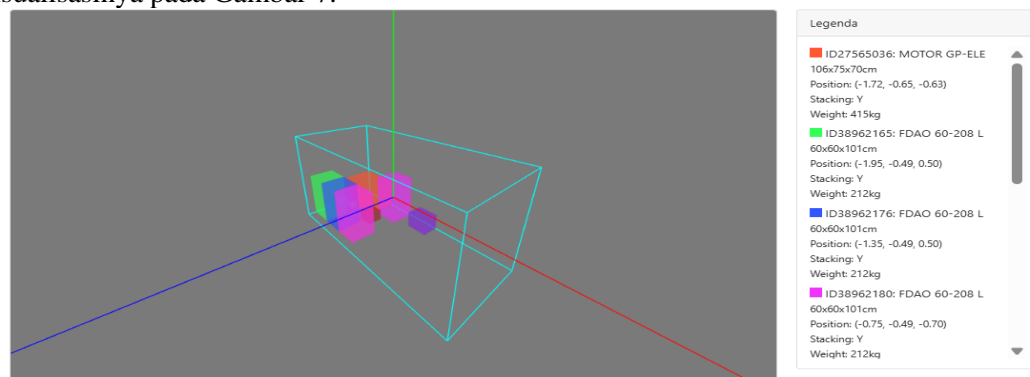 Legenda
ID27565036: MOTOR GP-ELE
106x75x70cm
Position: (-1.72, -0.65, -0.63)
Stacking: Y
Weight: 415kg
ID38962165: FDAO 60-208 L
60x60x101cm
Position: (-1.95, -0.49, 0.50)
Stacking: Y
Weight: 212kg
ID38962176: FDAO 60-208 L
60x60x101cm
Position: (-1.35, -0.49, 0.50)
Stacking: Y
Weight: 212kg
ID38962180: FDAO 60-208 L
60x60x101cm
Position: (-0.75, -0.49, -0.70)
Stacking: Y
Weight: 212kg